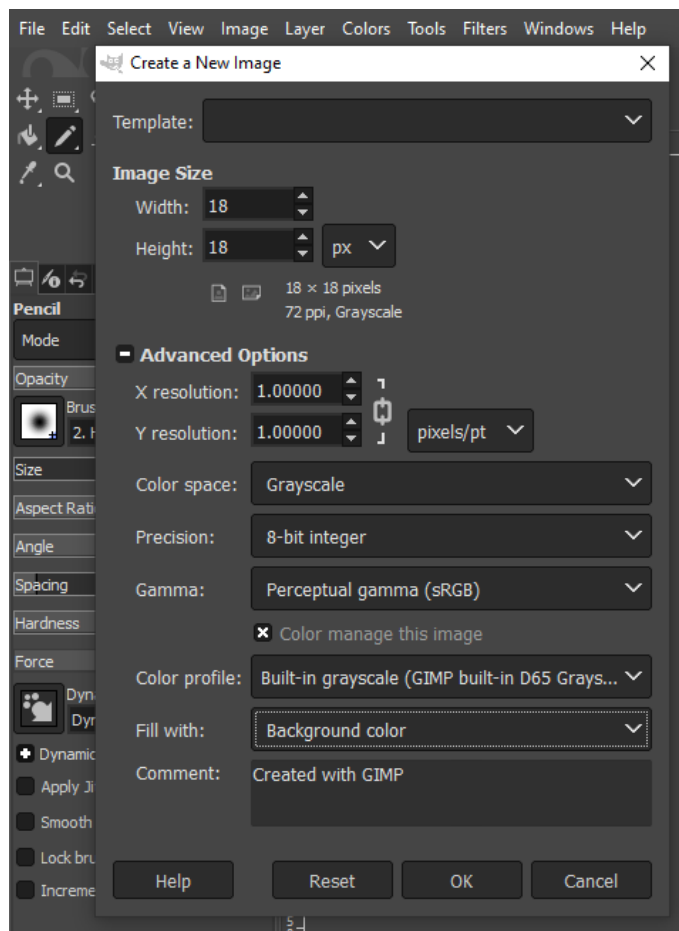 File Edit Select View Image Layer Colors Tools Filters Windows Help
Create a New Image
Template:
Image Size
Width: 18
Height: 18 px
18 × 18 pixels
72 ppi, Grayscale
Pencil
Mode
Advanced Options
Opacity
X resolution: 1.00000
Brus
2. H
Y resolution: 1.00000 pixels/pt
Size
Color space: Grayscale
Aspect Rati
Precision: 8-bit integer
Angle
Spacing
Gamma: Perceptual gamma (sRGB)
Hardness
Color manage this image
Force
Color profile: Built-in grayscale (GIMP built-in D65 Grays...
Dyn
Dyr
Fill with: Background color
Dynamic
Comment: Created with GIMP
Apply Ji
Smooth
Lock bru
Increme
Help Reset OK Cancel
5